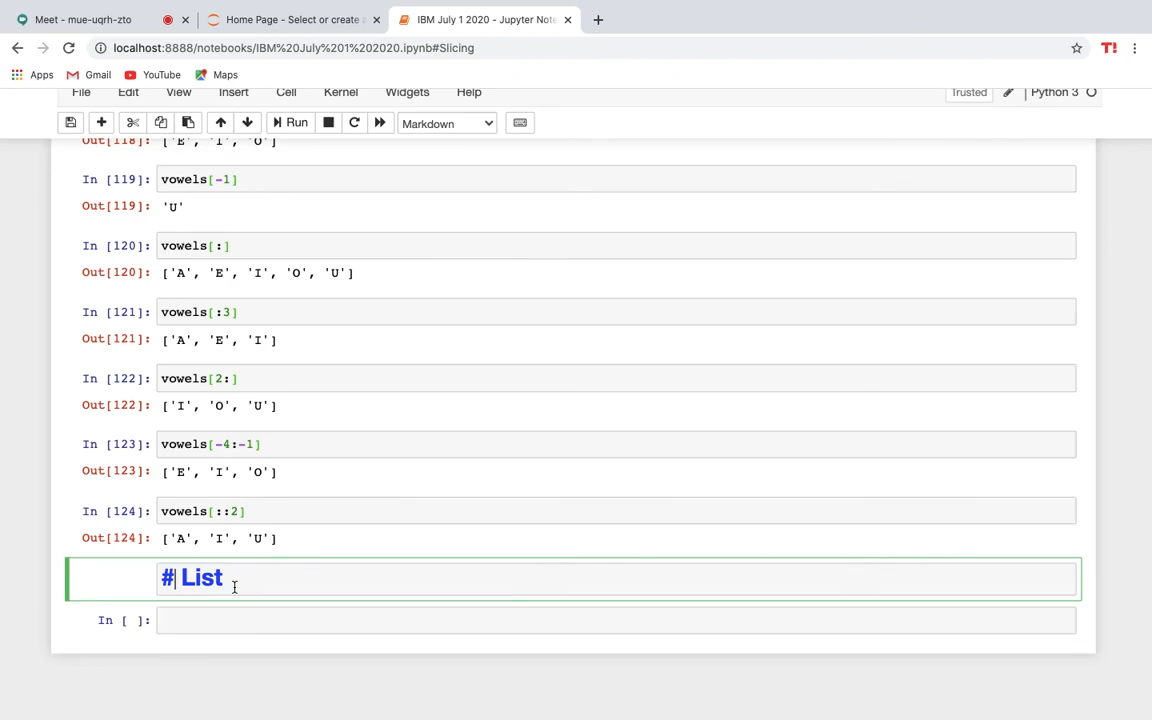 Meet - mue-uqrh-zto
Home Page - Select or create a
IBM July 1 2020 - Jupyter Note
localhost:8888/notebooks/IBM%20July%201%202020.ipynb#Slicing
Apps Gmail YouTube Maps
File Edit View Insert Cell Kernel Widgets Help Trusted Python 3
Run Markdown
Out[118]: ['E', 'I', 'O']
In [119]: vowels[-1]
Out[119]: 'U'
In [120]: vowels[:]
Out[120]: ['A', 'E', 'I', 'O', 'U']
In [121]: vowels[:3]
Out[121]: ['A', 'E', 'I']
In [122]: vowels[2:]
Out[122]: ['I', 'O', 'U']
In [123]: vowels[-4:-1]
Out[123]: ['E', 'I', 'O']
In [124]: vowels[::2]
Out[124]: ['A', 'I', 'U']
# List
In [ ]: